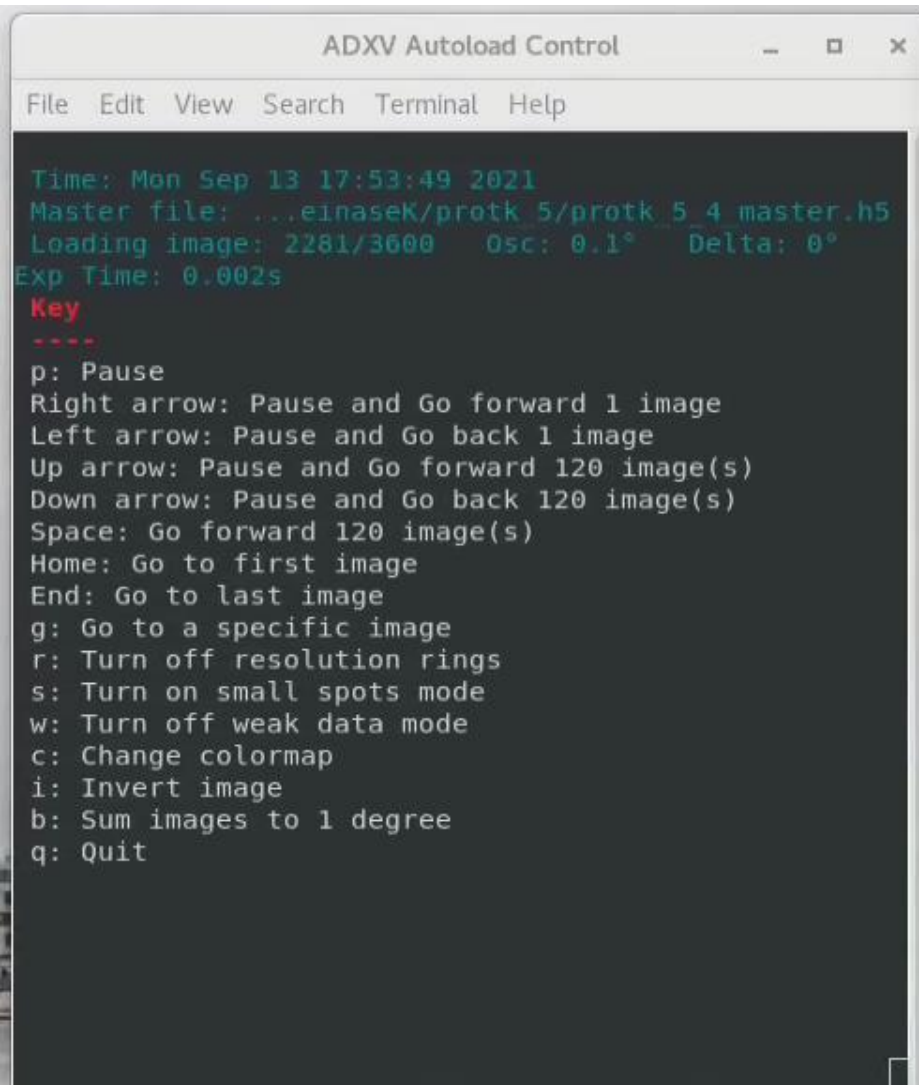 ADXV Autoload Control
File Edit View Search Terminal Help
Time: Mon Sep 13 17:53:49 2021
Master file: ...einaseK/protk_5/protk_5_4_master.h5
Loading image: 2281/3600 Osc: 0.1° Delta: 0°
Exp Time: 0.002s
Key
----
p: Pause
Right arrow: Pause and Go forward 1 image
Left arrow: Pause and Go back 1 image
Up arrow: Pause and Go forward 120 image(s)
Down arrow: Pause and Go back 120 image(s)
Space: Go forward 120 image(s)
Home: Go to first image
End: Go to last image
g: Go to a specific image
r: Turn off resolution rings
s: Turn on small spots mode
w: Turn off weak data mode
c: Change colormap
i: Invert image
b: Sum images to 1 degree
q: Quit